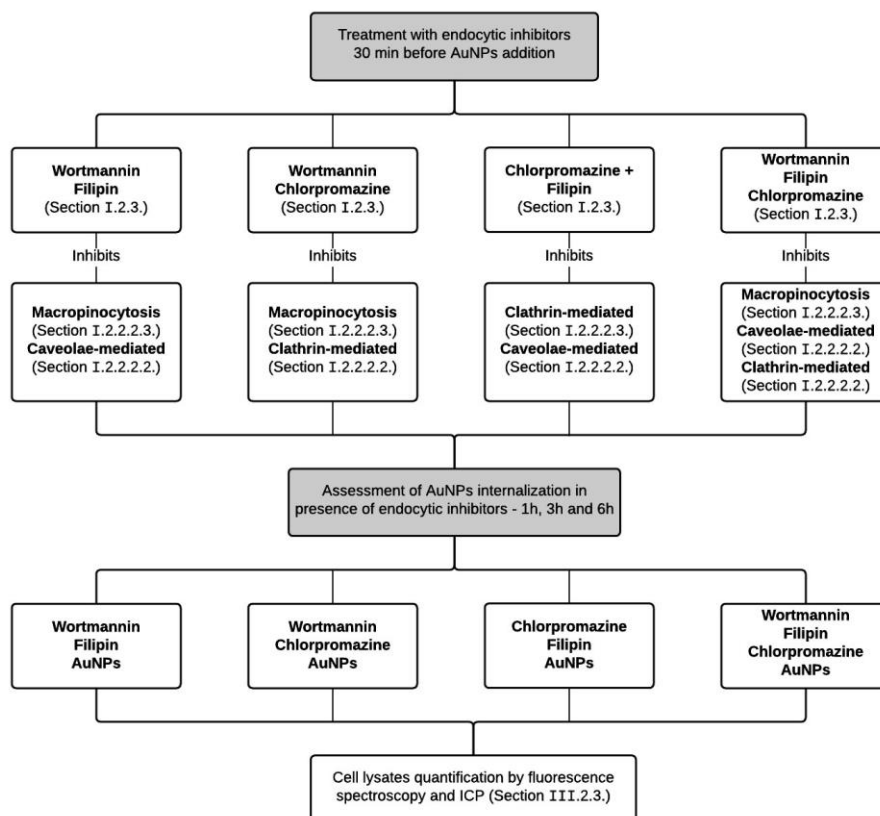 Treatment with endocytic inhibitors
30 min before AuNPs addition
Wortmannin
Filipin
(Section I.2.3.)
Wortmannin
Chlorpromazine
(Section I.2.3.)
Chlorpromazine +
Filipin
(Section I.2.3.)
Wortmannin
Filipin
Chlorpromazine
(Section I.2.3.)
Inhibits
Inhibits
Inhibits
Inhibits
Macropinocytosis
(Section I.2.2.2.3.)
Caveolae-mediated
(Section I.2.2.2.2.)
Macropinocytosis
(Section I.2.2.2.3.)
Clathrin-mediated
(Section I.2.2.2.2.)
Clathrin-mediated
(Section I.2.2.2.3.)
Caveolae-mediated
(Section I.2.2.2.2.)
Macropinocytosis
(Section I.2.2.2.3.)
Caveolae-mediated
(Section I.2.2.2.2.)
Clathrin-mediated
(Section I.2.2.2.2.)
Assessment of AuNPs internalization in
presence of endocytic inhibitors - 1h, 3h and 6h
Wortmannin
Filipin
AuNPs
Wortmannin
Chlorpromazine
AuNPs
Chlorpromazine
Filipin
AuNPs
Wortmannin
Filipin
Chlorpromazine
AuNPs
Cell lysates quantification by fluorescence
spectroscopy and ICP (Section III.2.3.)